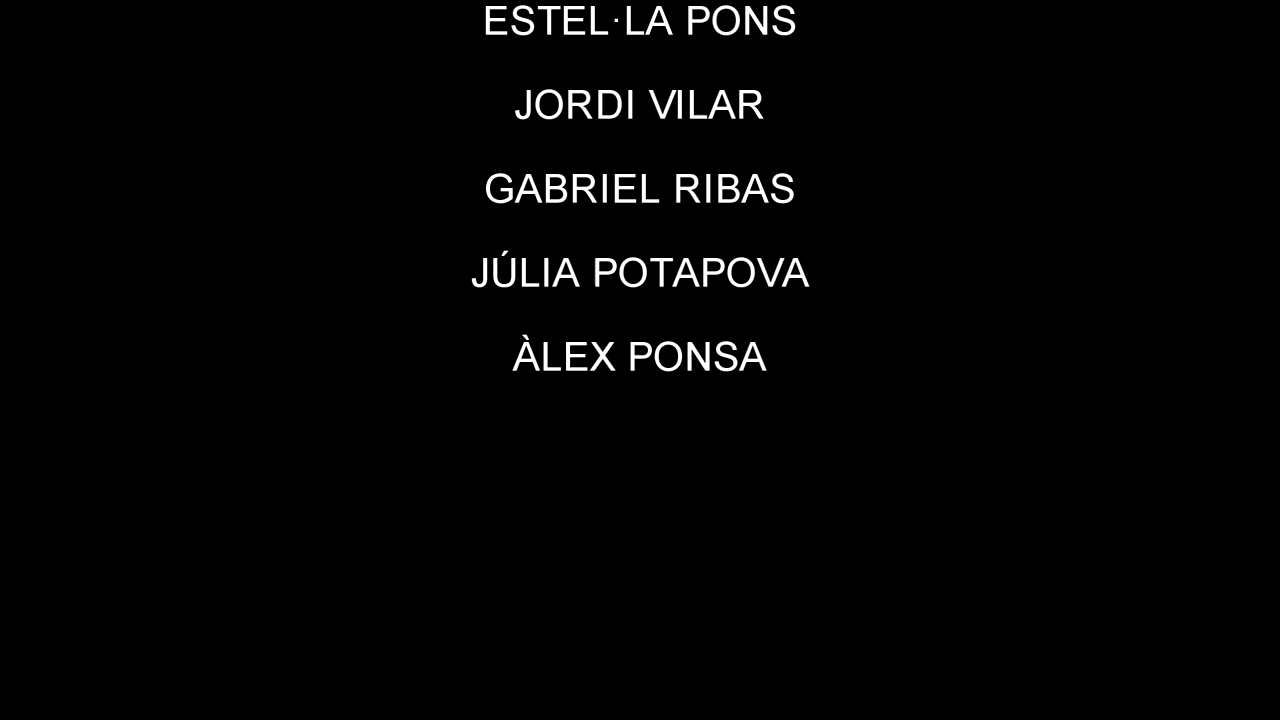 ESTEL·LA PONS
JORDI VILAR
GABRIEL RIBAS
JÚLIA POTAPOVA
ÀLEX PONSA